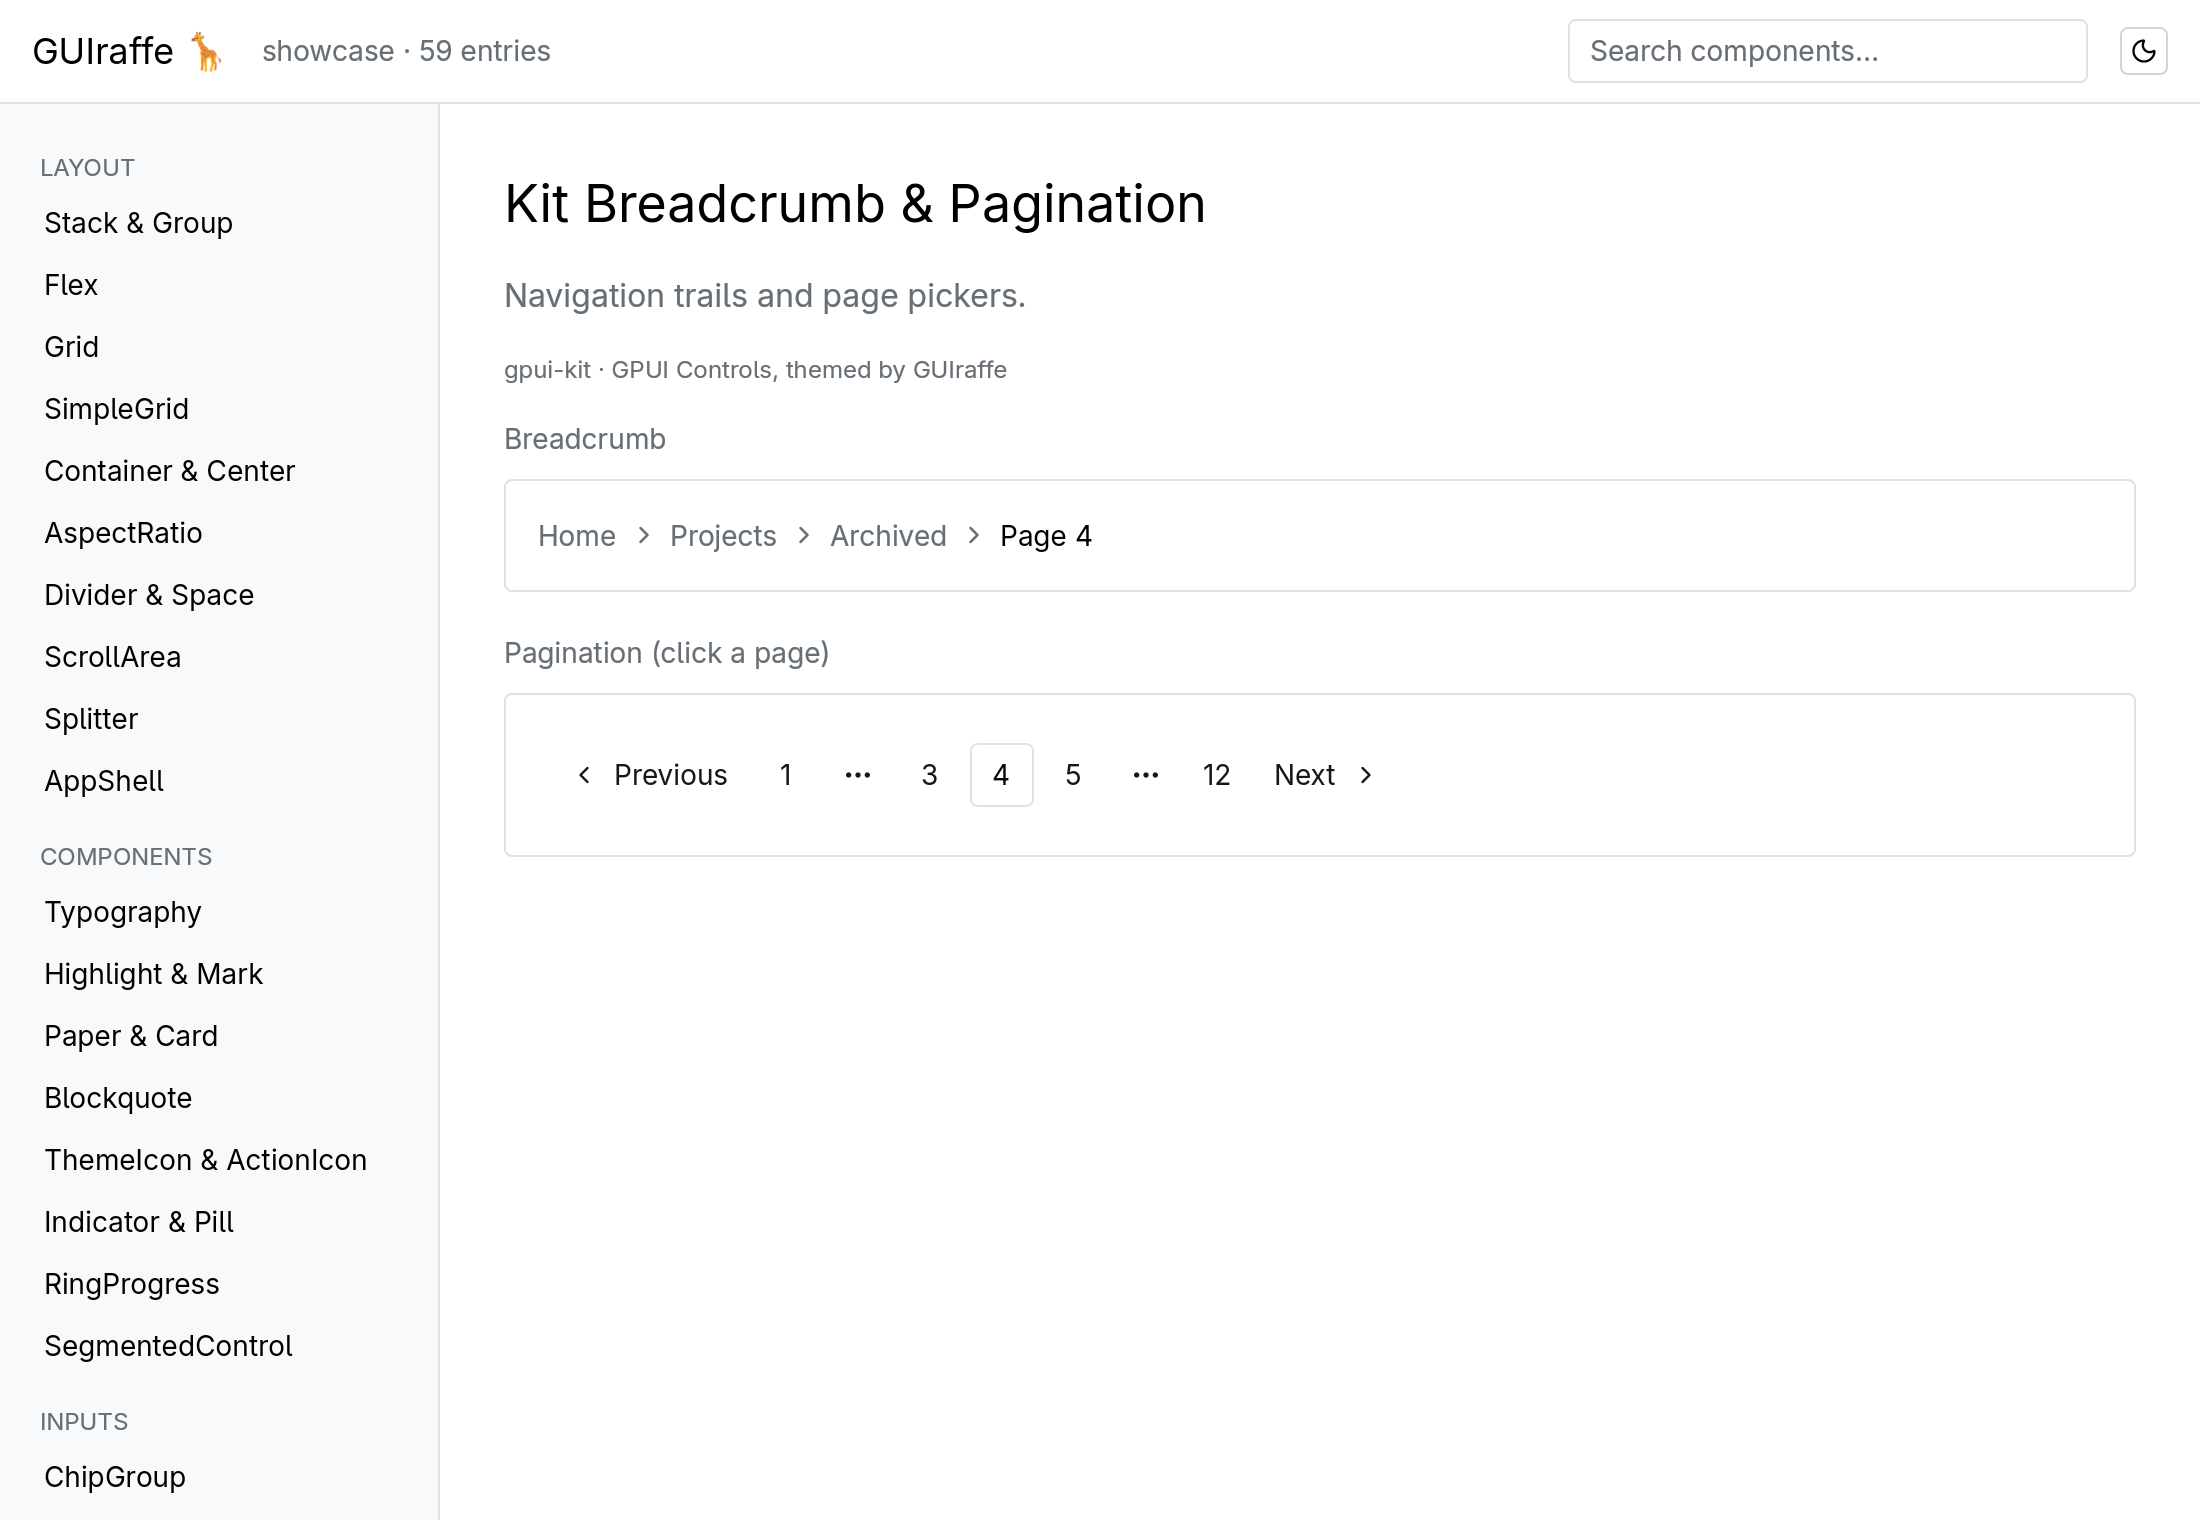 GUIraffe 🦒 showcase · 59 entries
Search components...
LAYOUT
Stack & Group
Flex
Grid
SimpleGrid
Container & Center
AspectRatio
Divider & Space
ScrollArea
Splitter
AppShell
COMPONENTS
Typography
Highlight & Mark
Paper & Card
Blockquote
ThemeIcon & ActionIcon
Indicator & Pill
RingProgress
SegmentedControl
INPUTS
ChipGroup
Kit Breadcrumb & Pagination
Navigation trails and page pickers.
gpui-kit · GPUI Controls, themed by GUIraffe
Breadcrumb
Home > Projects > Archived > Page 4
Pagination (click a page)
< Previous 1 ••• 3 4 5 ••• 12 Next >